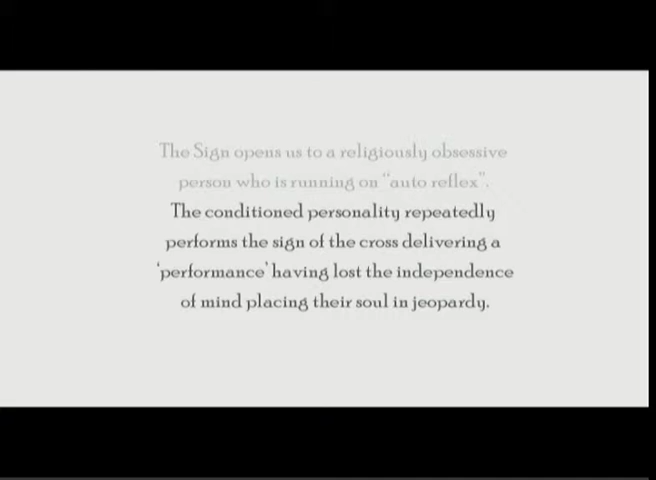 The Sign opens us to a religiously obsessive
person who is running on "auto reflex".
The conditioned personality repeatedly
performs the sign of the cross delivering a
'performance' having lost the independence
of mind placing their soul in jeopardy.